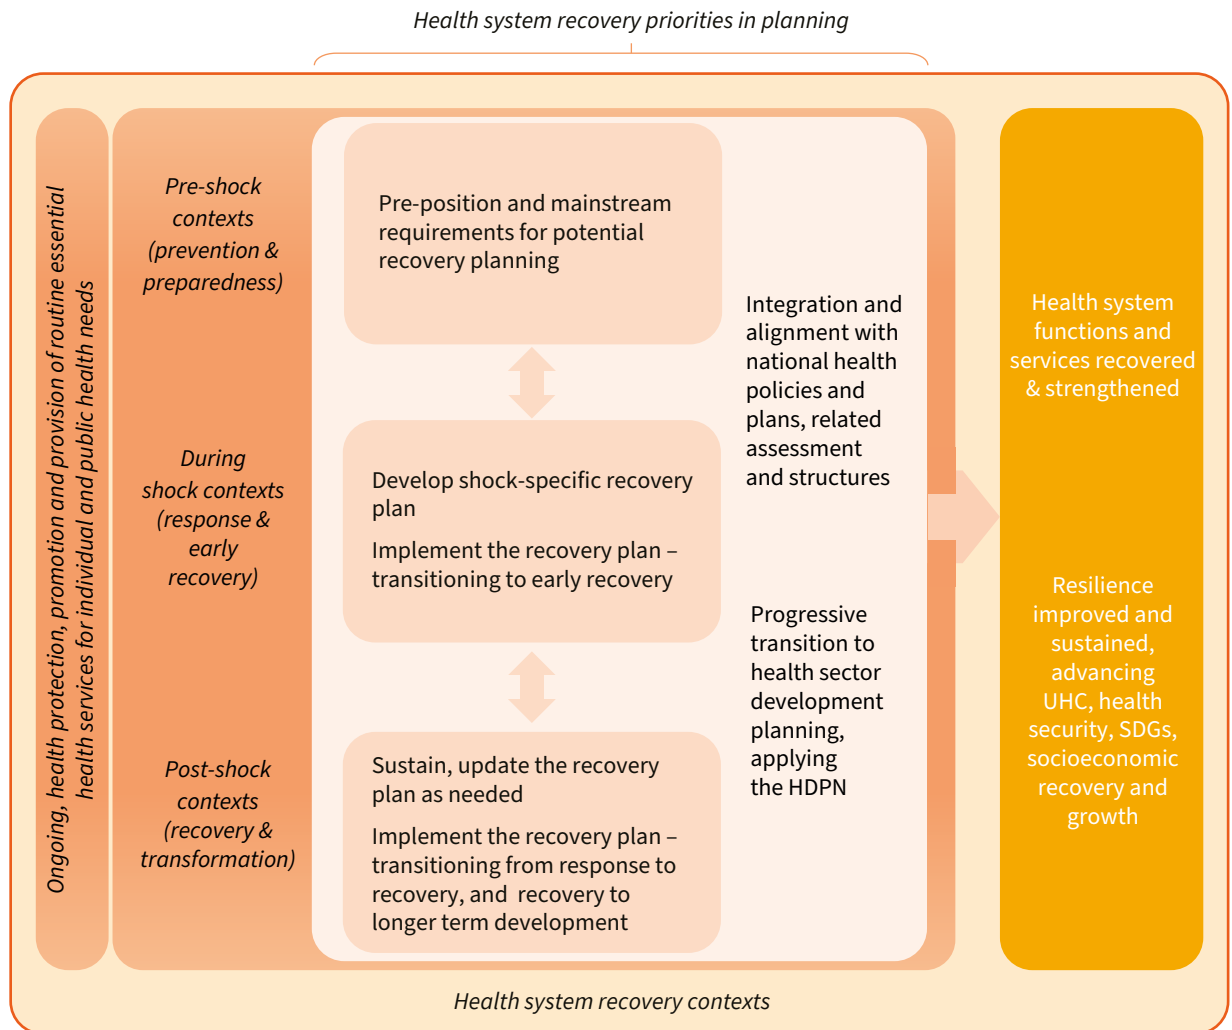 Health system recovery priorities in planning
Ongoing, health protection, promotion and provision of routine essential
health services for individual and public health needs
Pre-shock
contexts
(prevention &
preparedness)
Pre-position and mainstream
requirements for potential
recovery planning
During
shock contexts
(response &
early
recovery)
Develop shock-specific recovery
plan
Implement the recovery plan –
transitioning to early recovery
Post-shock
contexts
(recovery &
transformation)
Sustain, update the recovery
plan as needed
Implement the recovery plan –
transitioning from response to
recovery, and recovery to
longer term development
Integration and
alignment with
national health
policies and
plans, related
assessment
and structures
Progressive
transition to
health sector
development
planning,
applying
the HDPN
Health system
functions and
services recovered
& strengthened
Resilience
improved and
sustained,
advancing
UHC, health
security, SDGs,
socioeconomic
recovery and
growth
Health system recovery contexts